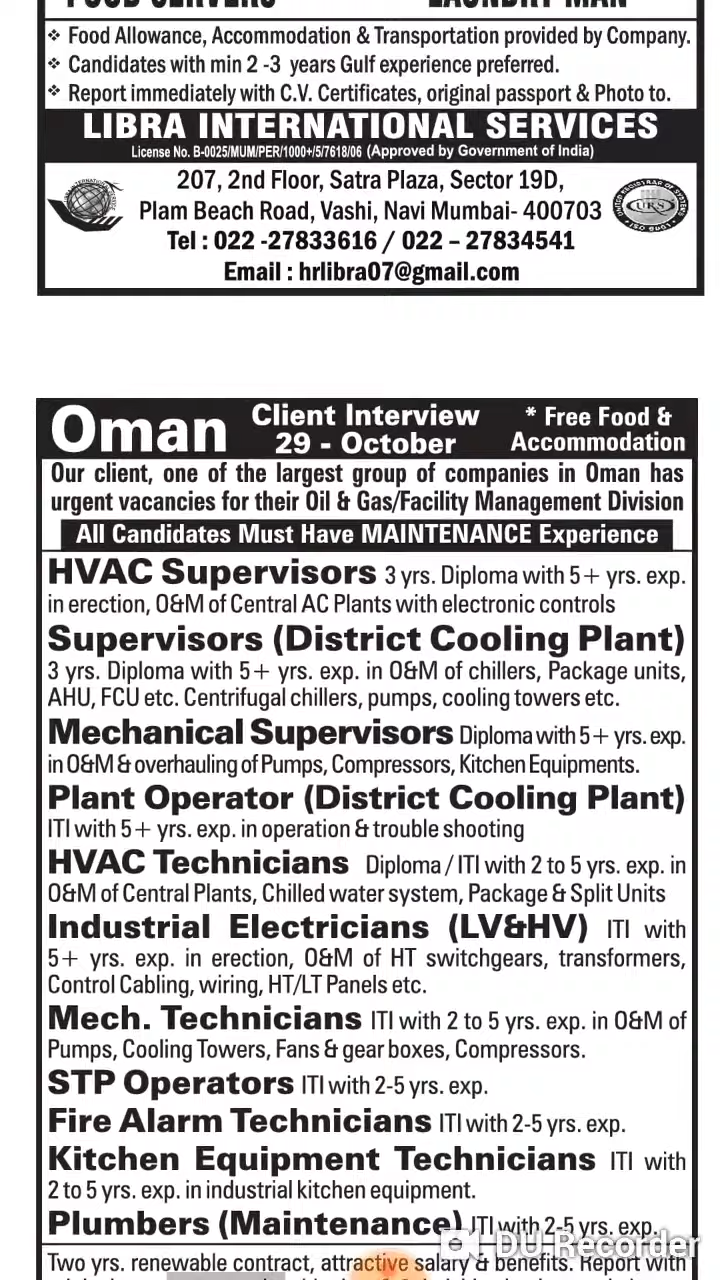 FOOD SERVERS LAUNDRY MAN
❖ Food Allowance, Accommodation & Transportation provided by Company.
❖ Candidates with min 2 -3 years Gulf experience preferred.
❖ Report immediately with C.V. Certificates, original passport & Photo to.
LIBRA INTERNATIONAL SERVICES
License No. B-0025/MUM/PER/1000+/5/7618/06 (Approved by Government of India)
207, 2nd Floor, Satra Plaza, Sector 19D,
Plam Beach Road, Vashi, Navi Mumbai- 400703
Tel : 022 -27833616 / 022 – 27834541
Email : hrlibra07@gmail.com
UNITED REGISTRAR OF SYSTEMS
URS
ISO 9001
Oman Client Interview * Free Food &
29 - October Accommodation
Our client, one of the largest group of companies in Oman has
urgent vacancies for their Oil & Gas/Facility Management Division
All Candidates Must Have MAINTENANCE Experience
HVAC Supervisors 3 yrs. Diploma with 5+ yrs. exp.
in erection, O&M of Central AC Plants with electronic controls
Supervisors (District Cooling Plant)
3 yrs. Diploma with 5+ yrs. exp. in O&M of chillers, Package units,
AHU, FCU etc. Centrifugal chillers, pumps, cooling towers etc.
Mechanical Supervisors Diploma with 5+ yrs. exp.
in O&M & overhauling of Pumps, Compressors, Kitchen Equipments.
Plant Operator (District Cooling Plant)
ITI with 5+ yrs. exp. in operation & trouble shooting
HVAC Technicians Diploma / ITI with 2 to 5 yrs. exp. in
O&M of Central Plants, Chilled water system, Package & Split Units
Industrial Electricians (LV&HV) ITI with
5+ yrs. exp. in erection, O&M of HT switchgears, transformers,
Control Cabling, wiring, HT/LT Panels etc.
Mech. Technicians ITI with 2 to 5 yrs. exp. in O&M of
Pumps, Cooling Towers, Fans & gear boxes, Compressors.
STP Operators ITI with 2-5 yrs. exp.
Fire Alarm Technicians ITI with 2-5 yrs. exp.
Kitchen Equipment Technicians ITI with
2 to 5 yrs. exp. in industrial kitchen equipment.
Plumbers (Maintenance) ITI with 2-5 yrs. exp.
DU Recorder
Two yrs. renewable contract, attractive salary & benefits. Report with